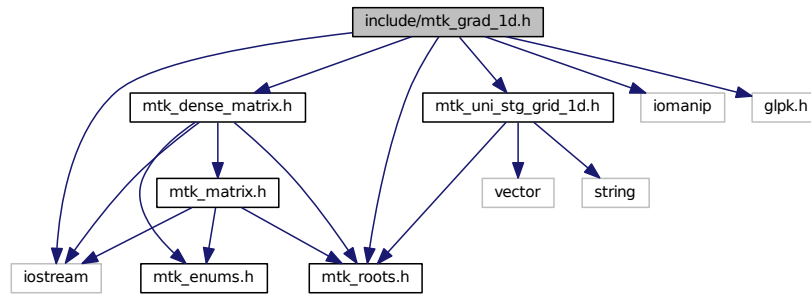 include/mtk_grad_1d.h
mtk_dense_matrix.h
mtk_uni_stg_grid_1d.h
iomanip
glpk.h
mtk_matrix.h
vector
string
iostream
mtk_enums.h
mtk_roots.h